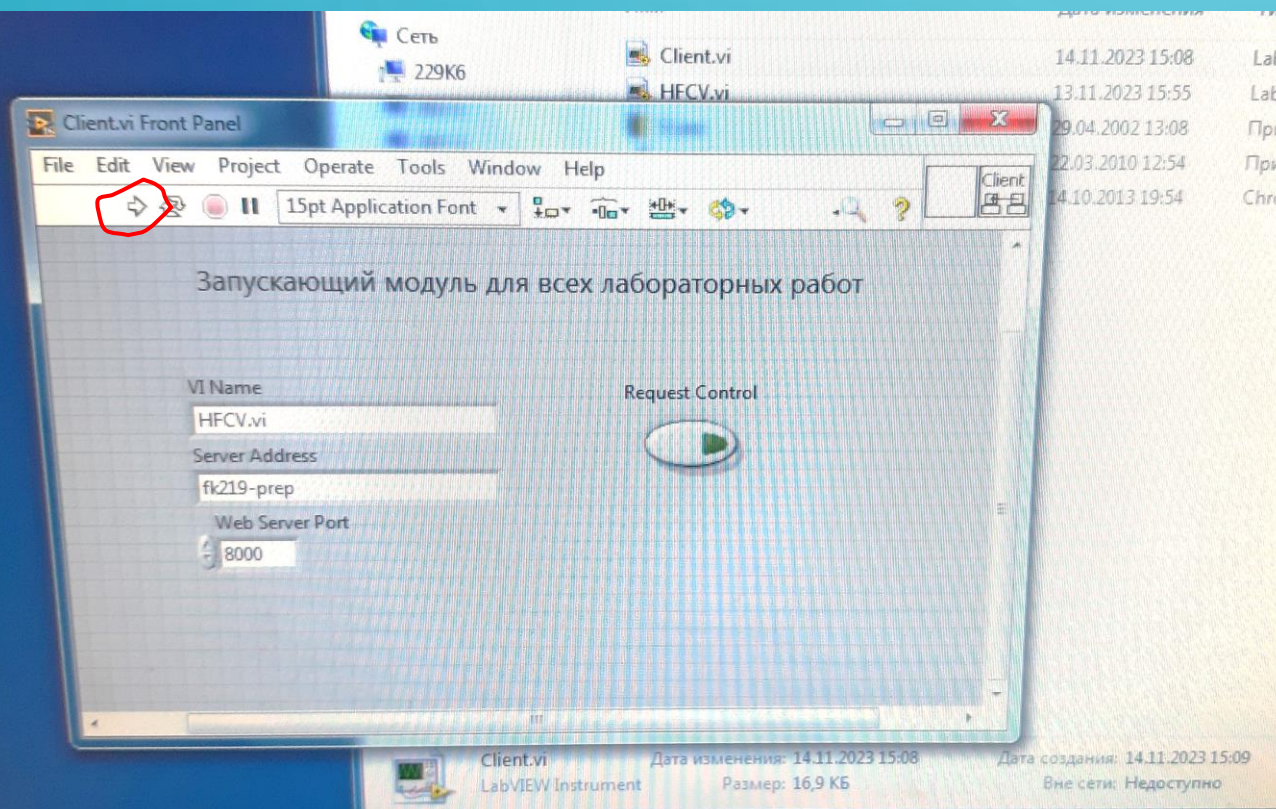 Сеть
229K6
Client.vi 14.11.2023 15:08
HFCV.vi 13.11.2023 15:55
29.04.2002 13:08
22.03.2010 12:54
14.10.2013 19:54
Client.vi Front Panel
File Edit View Project Operate Tools Window Help
15pt Application Font
Client
Запускающий модуль для всех лабораторных работ
VI Name
HFCV.vi
Request Control
Server Address
fk219-prep
Web Server Port
8000
Client.vi Дата изменения: 14.11.2023 15:08 Дата создания: 14.11.2023 15:09
LabVIEW Instrument Размер: 16,9 КБ Вне сети: Недоступно